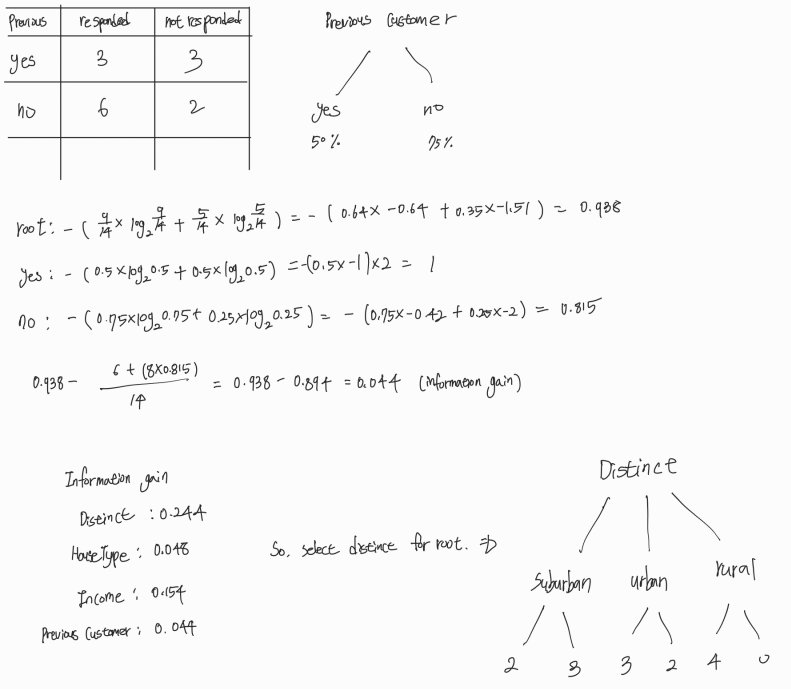 Previous responded not responded
yes 3 3
no 6 2
Previous Customer
yes no
50% 75%
root: - ( 9/14 × log₂ 9/14 + 5/14 × log₂ 5/14 ) = - ( 0.64 × -0.64 + 0.35 × -1.51 ) = 0.938
yes : - ( 0.5 × log₂ 0.5 + 0.5 × log₂ 0.5 ) = -(0.5 × -1) × 2 = 1
no : - ( 0.75 × log₂ 0.75 + 0.25 × log₂ 0.25 ) = - (0.75 × -0.42 + 0.25 × -2) = 0.815
0.938 - 6 + (8×0.815) / 14 = 0.938 - 0.894 = 0.044 (information gain)
Information gain
Distinct : 0.244
HouseType : 0.048
Income : 0.154
Previous Customer : 0.044
So, select distinct for root. ⇒
Distinct
suburban urban rural
2 3 3 2 4 0